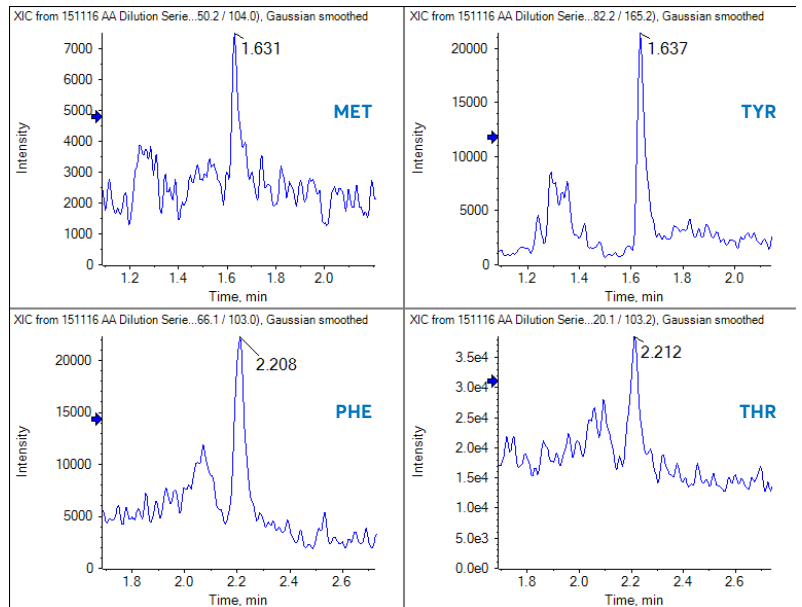 XIC from 151116 AA Dilution Serie...50.2 / 104.0), Gaussian smoothed
1.631
7000
6000
5000
4000
3000
2000
1000
0
Intensity
MET
1.2 1.4 1.6 1.8 2.0
Time, min
XIC from 151116 AA Dilution Serie...82.2 / 165.2), Gaussian smoothed
1.637
20000
15000
10000
5000
0
Intensity
TYR
1.2 1.4 1.6 1.8 2.0
Time, min
XIC from 151116 AA Dilution Serie...66.1 / 103.0), Gaussian smoothed
2.208
20000
15000
10000
5000
0
Intensity
PHE
1.8 2.0 2.2 2.4 2.6
Time, min
XIC from 151116 AA Dilution Serie...20.1 / 103.2), Gaussian smoothed
2.212
3.5e4
3.0e4
2.5e4
2.0e4
1.5e4
1.0e4
5.0e3
0.0e0
Intensity
THR
1.8 2.0 2.2 2.4 2.6
Time, min